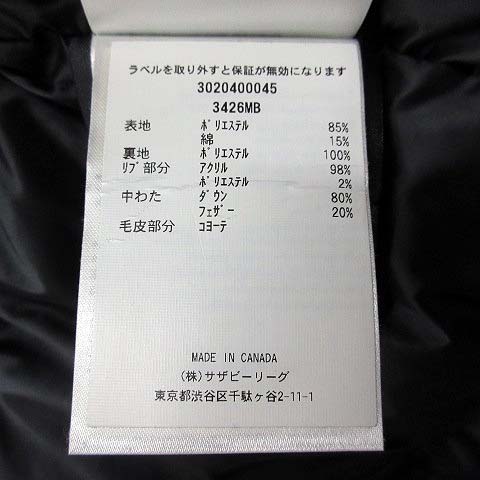 ラベルを取り外すと保証が無効になります
3020400045
3426MB
表地 ﾎﾟﾘｴｽﾃﾙ 85%
綿 15%
裏地 ﾎﾟﾘｴｽﾃﾙ 100%
ﾘﾌﾞ部分 ｱｸﾘﾙ 98%
ﾎﾟﾘｴｽﾃﾙ 2%
中わた ﾀﾞｳﾝ 80%
ﾌｪｻﾞｰ 20%
毛皮部分 ｺﾖｰﾃ
MADE IN CANADA
(株)サザビーリーグ
東京都渋谷区千駄ヶ谷2-11-1